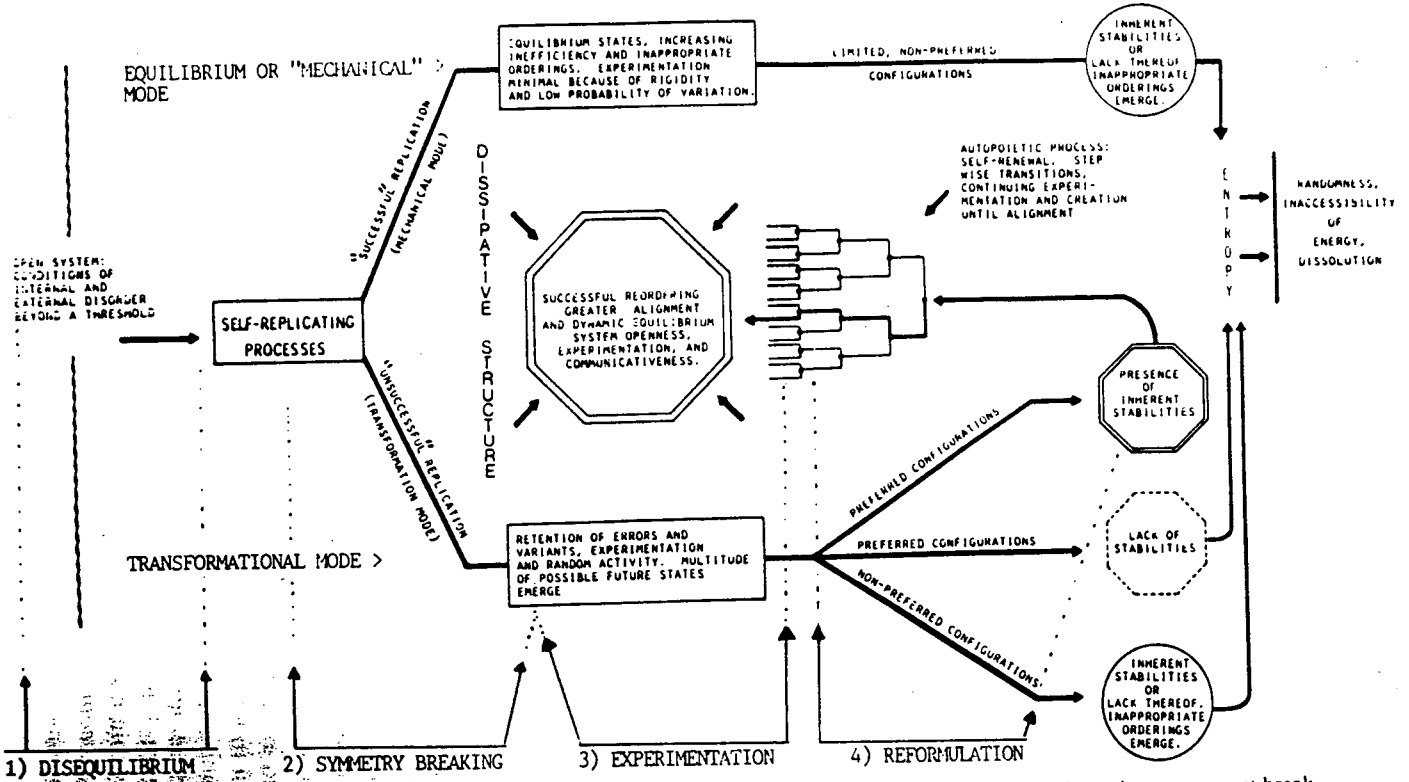 EQUILIBRIUM OR "MECHANICAL" >
MODE
EQUILIBRIUM STATES, INCREASING
INEFFICIENCY AND INAPPROPRIATE
ORDERINGS. EXPERIMENTATION
MINIMAL BECAUSE OF RIGIDITY
AND LOW PROBABILITY OF VARIATION.
LIMITED, NON-PREFERRED
CONFIGURATIONS
INHERENT
STABILITIES
OR
LACK THEREOF
INAPPROPRIATE
ORDERINGS
EMERGE.
"SUCCESSFUL" REPLICATION
(MECHANICAL MODE)
DISSIPATIVE STRUCTURE
AUTOPOIETIC PROCESS:
SELF-RENEWAL. STEP
WISE TRANSITIONS,
CONTINUING EXPERI-
MENTATION AND CREATION
UNTIL ALIGNMENT
ENTROPY
RANDOMNESS,
INACCESSIBILITY
OF
ENERGY,
DISSOLUTION
OPEN SYSTEM:
CONDITIONS OF
INTERNAL AND
EXTERNAL DISORDER
BEYOND A THRESHOLD
SELF-REPLICATING
PROCESSES
SUCCESSFUL REORDERING
GREATER ALIGNMENT
AND DYNAMIC EQUILIBRIUM
SYSTEM OPENNESS,
EXPERIMENTATION, AND
COMMUNICATIVENESS.
PRESENCE
OF
INHERENT
STABILITIES
"UNSUCCESSFUL" REPLICATION
(TRANSFORMATION MODE)
PREFERRED CONFIGURATIONS
TRANSFORMATIONAL MODE >
RETENTION OF ERRORS AND
VARIANTS, EXPERIMENTATION
AND RANDOM ACTIVITY. MULTITUDE
OF POSSIBLE FUTURE STATES
EMERGE
PREFERRED CONFIGURATIONS
LACK OF
STABILITIES
NON-PREFERRED CONFIGURATIONS
INHERENT
STABILITIES
OR
LACK THEREOF.
INAPPROPRIATE
ORDERINGS
EMERGE.
1) DISEQUILIBRIUM
2) SYMMETRY BREAKING
3) EXPERIMENTATION
4) REFORMULATION